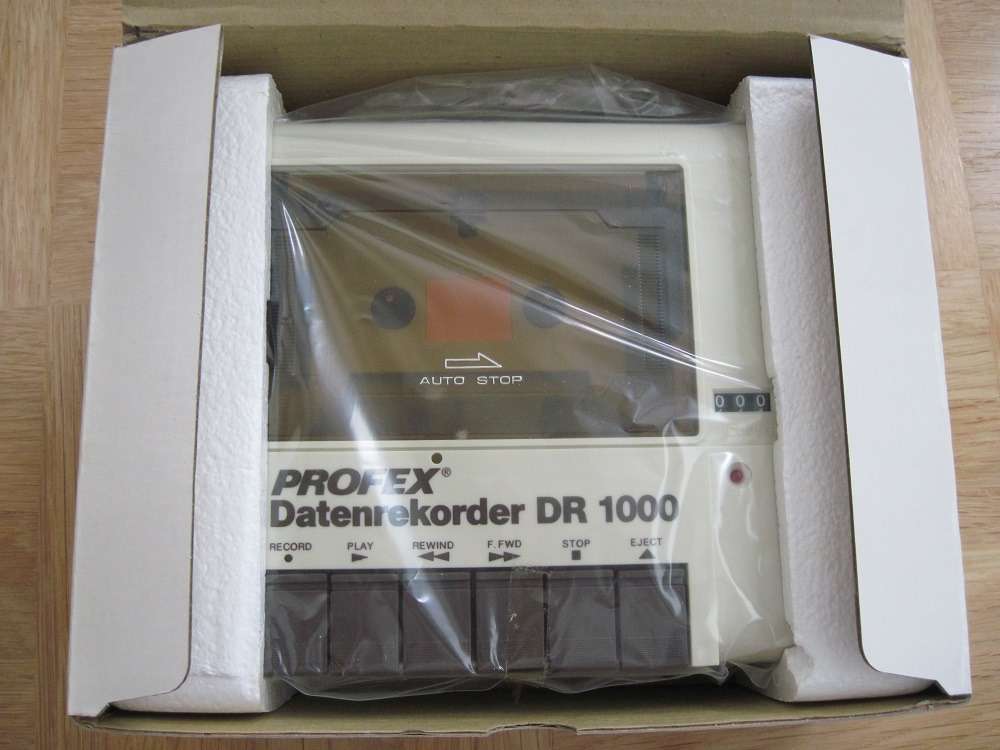 AUTO STOP
000
PROFEX®
Datenrekorder DR 1000
RECORD PLAY REWIND F.FWD STOP EJECT